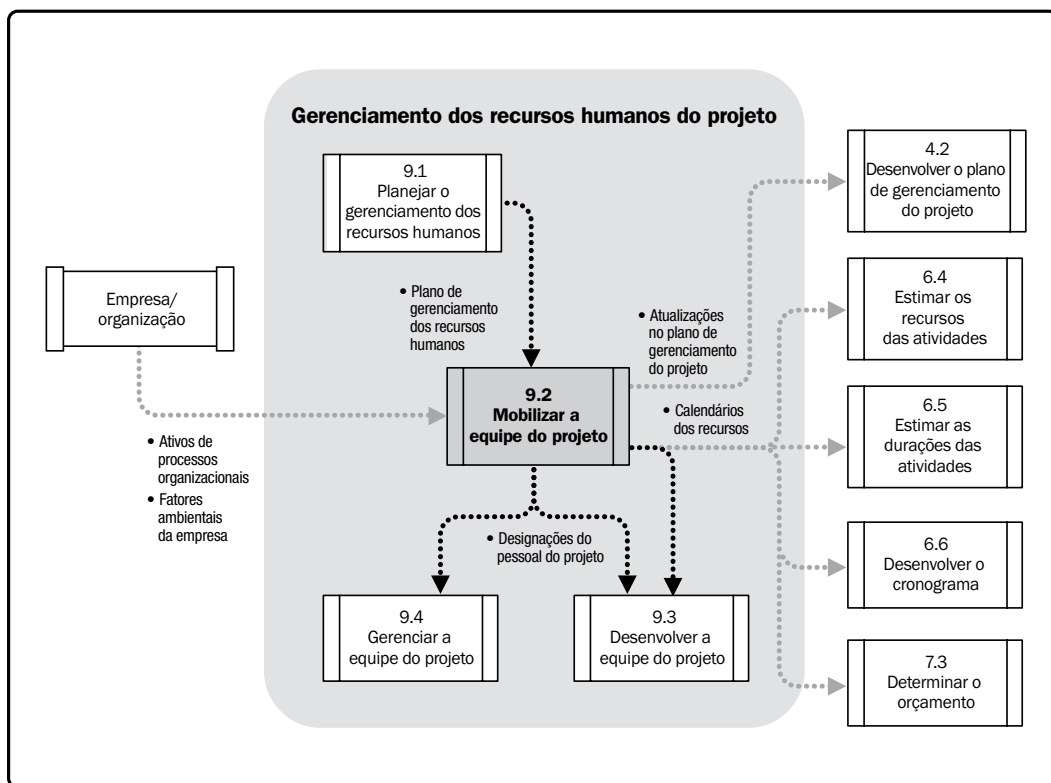 Gerenciamento dos recursos humanos do projeto
9.1
Planejar o
gerenciamento dos
recursos humanos
4.2
Desenvolver o plano
de gerenciamento
do projeto
Empresa/
organização
• Plano de
gerenciamento
dos recursos
humanos
• Atualizações
no plano de
gerenciamento
do projeto
6.4
Estimar os
recursos
das atividades
9.2
Mobilizar a
equipe do projeto
• Calendários
dos recursos
6.5
Estimar as
durações das
atividades
• Ativos de
processos
organizacionais
• Fatores
ambientais
da empresa
• Designações do
pessoal do projeto
6.6
Desenvolver o
cronograma
9.4
Gerenciar a
equipe do projeto
9.3
Desenvolver a
equipe do projeto
7.3
Determinar o
orçamento